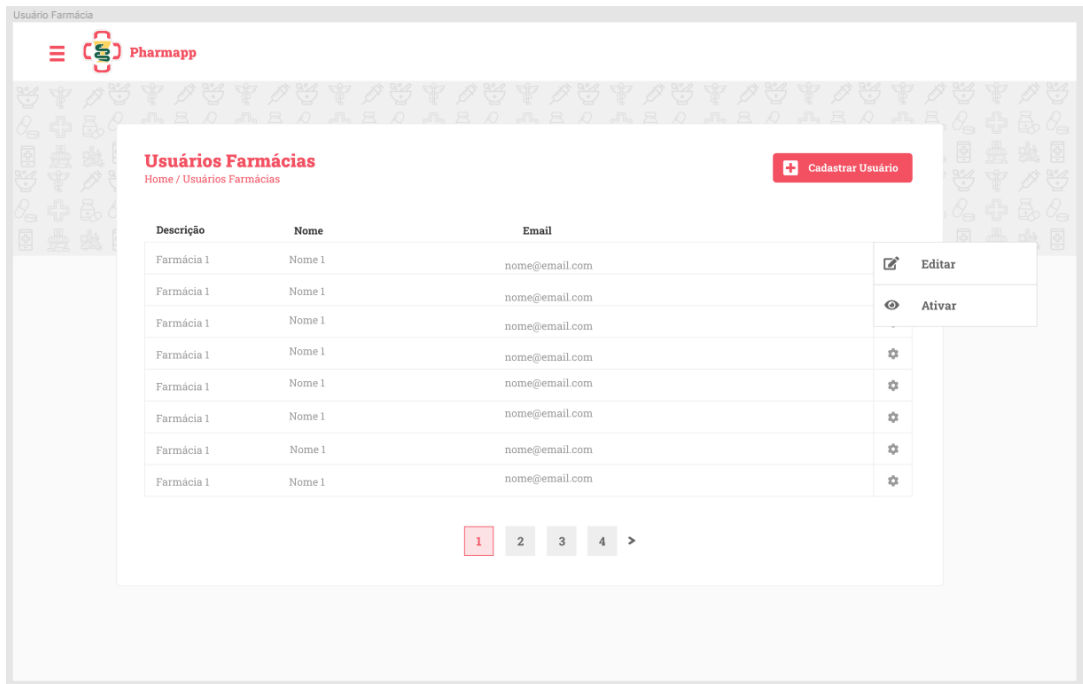 Usuário Farmácia
Pharmapp
Usuários Farmácias
Home / Usuários Farmácias
Cadastrar Usuário
Descrição Nome Email
Farmácia 1 Nome 1 nome@email.com
Editar
Farmácia 1 Nome 1 nome@email.com
Ativar
Farmácia 1 Nome 1 nome@email.com
Farmácia 1 Nome 1 nome@email.com
Farmácia 1 Nome 1 nome@email.com
Farmácia 1 Nome 1 nome@email.com
Farmácia 1 Nome 1 nome@email.com
Farmácia 1 Nome 1 nome@email.com
1 2 3 4 >